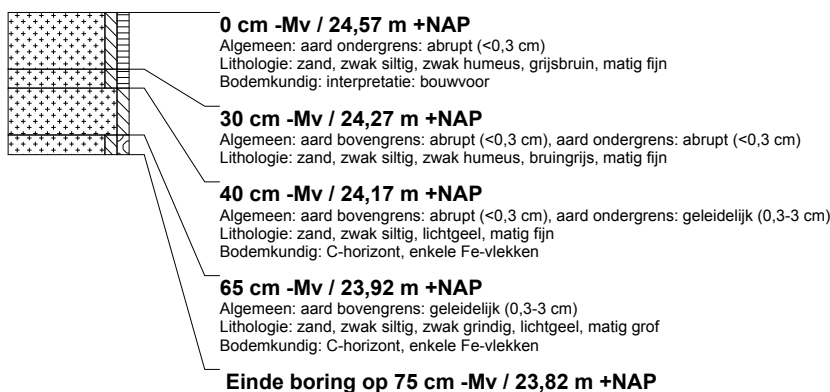 0 cm -Mv / 24,57 m +NAP
Algemeen: aard ondergrens: abrupt (<0,3 cm)
Lithologie: zand, zwak siltig, zwak humeus, grijsbruin, matig fijn
Bodemkundig: interpretatie: bouwvoor
30 cm -Mv / 24,27 m +NAP
Algemeen: aard bovengrens: abrupt (<0,3 cm), aard ondergrens: abrupt (<0,3 cm)
Lithologie: zand, zwak siltig, zwak humeus, bruingrijs, matig fijn
40 cm -Mv / 24,17 m +NAP
Algemeen: aard bovengrens: abrupt (<0,3 cm), aard ondergrens: geleidelijk (0,3-3 cm)
Lithologie: zand, zwak siltig, lichtgeel, matig fijn
Bodemkundig: C-horizont, enkele Fe-vlekken
65 cm -Mv / 23,92 m +NAP
Algemeen: aard bovengrens: geleidelijk (0,3-3 cm)
Lithologie: zand, zwak siltig, zwak grindig, lichtgeel, matig grof
Bodemkundig: C-horizont, enkele Fe-vlekken
Einde boring op 75 cm -Mv / 23,82 m +NAP